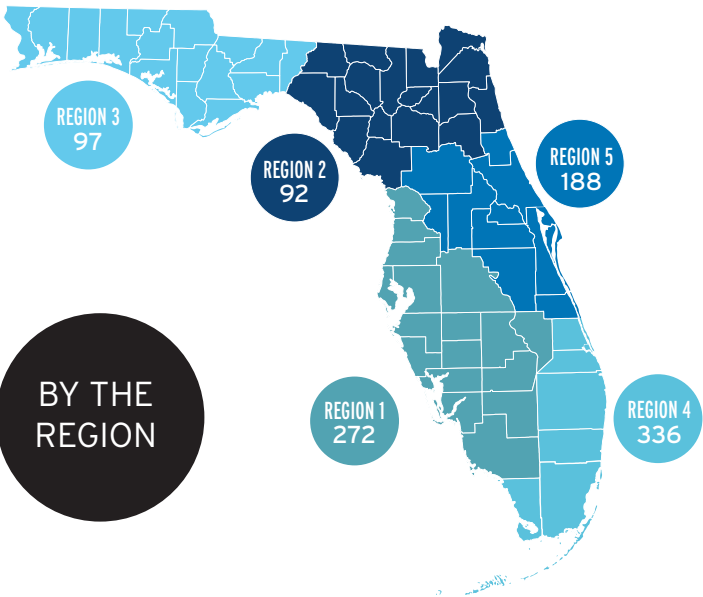 REGION 3
97
REGION 2
92
REGION 5
188
BY THE
REGION
REGION 1
272
REGION 4
336